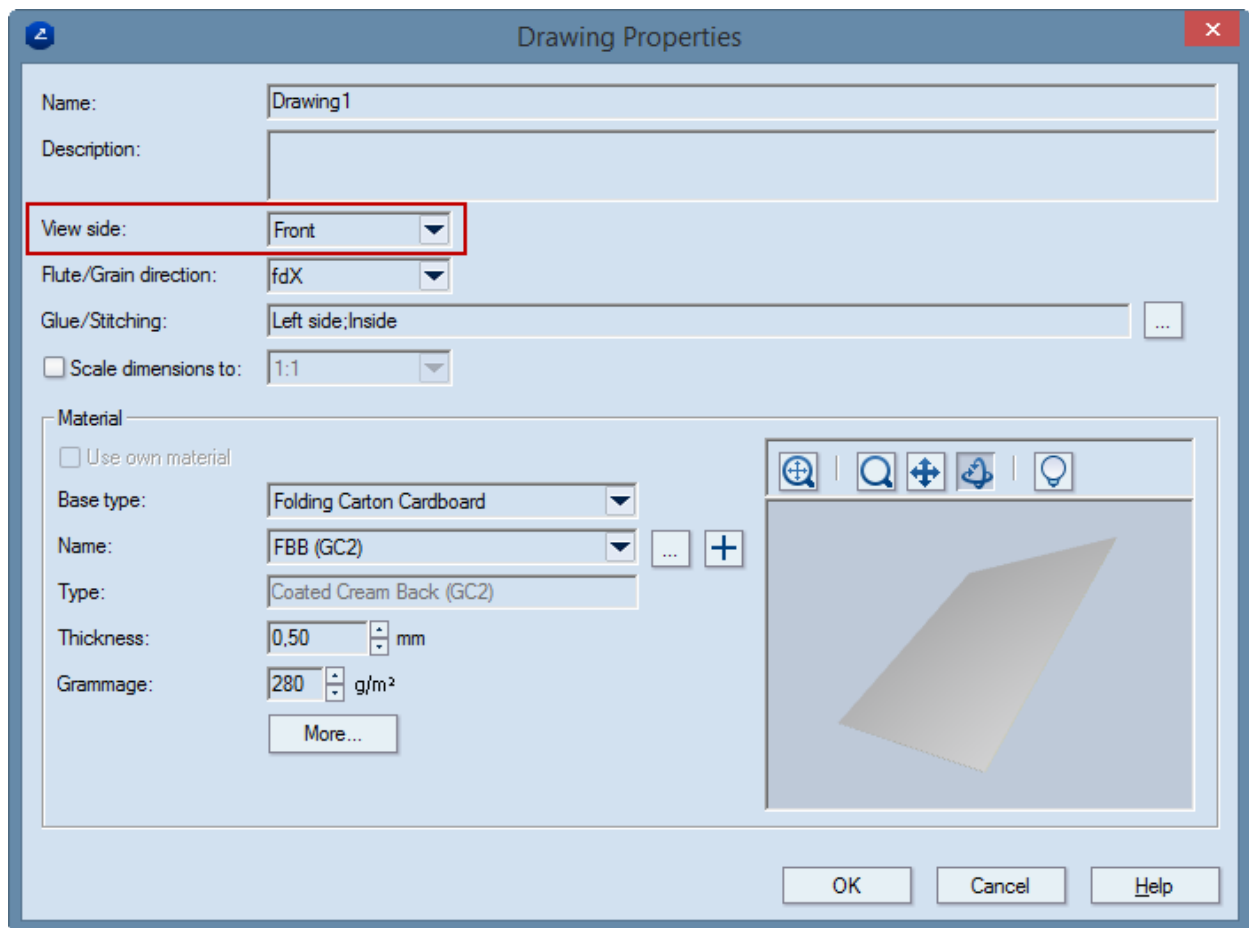 Drawing Properties
Name: Drawing1
Description:
View side: Front
Flute/Grain direction: fdX
Glue/Stitching: Left side;Inside ...
Scale dimensions to: 1:1
Material
Use own material
Base type: Folding Carton Cardboard
Name: FBB (GC2) ...
Type: Coated Cream Back (GC2)
Thickness: 0,50 mm
Grammage: 280 g/m²
More...
OK Cancel Help